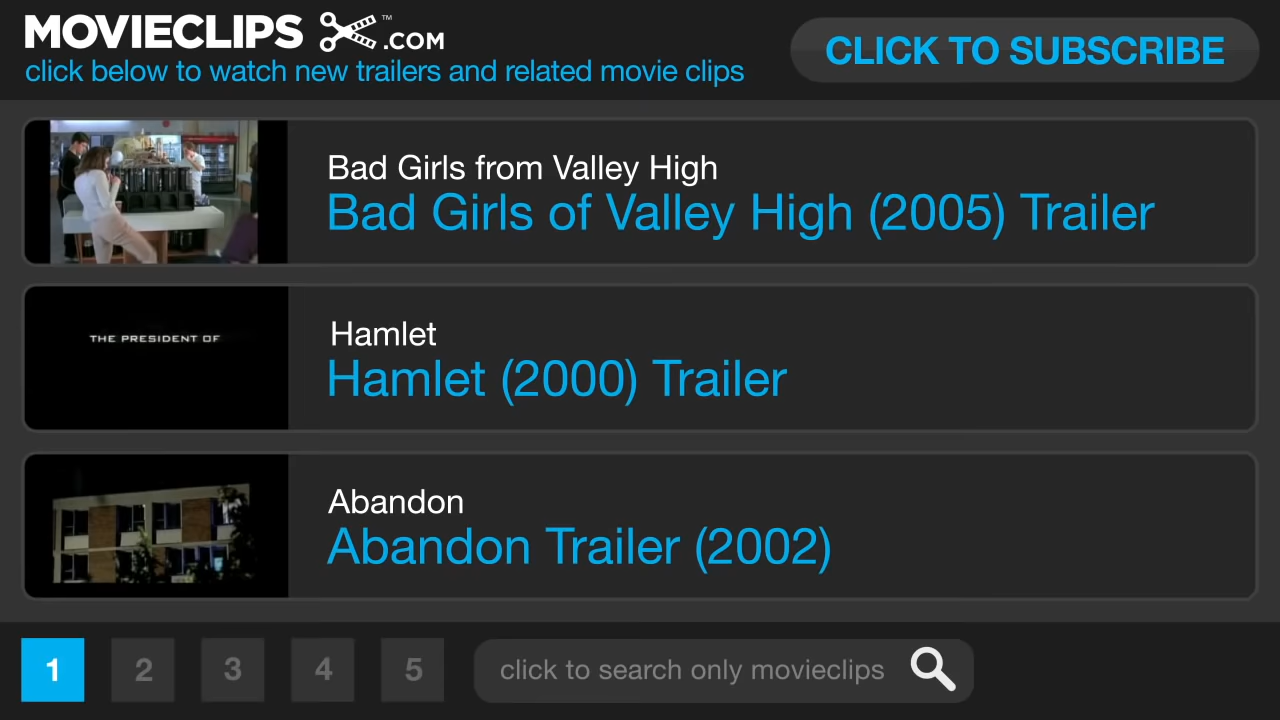 MOVIECLIPS ™ .COM
click below to watch new trailers and related movie clips
CLICK TO SUBSCRIBE
Bad Girls from Valley High
Bad Girls of Valley High (2005) Trailer
THE PRESIDENT OF
Hamlet
Hamlet (2000) Trailer
Abandon
Abandon Trailer (2002)
1 2 3 4 5
click to search only movieclips